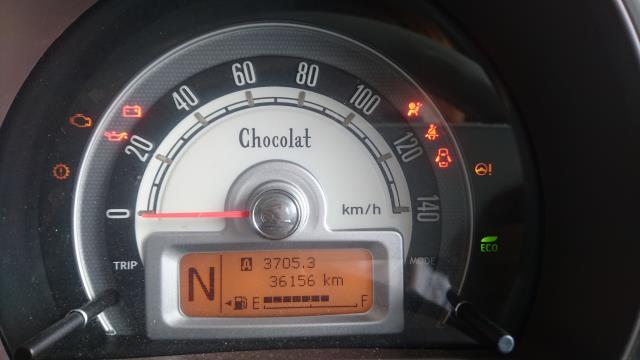 60 80
40 100
20 120
0 140
Chocolat
km/h
TRIP MODE
ECO
N A 3705.3
36156 km
E F